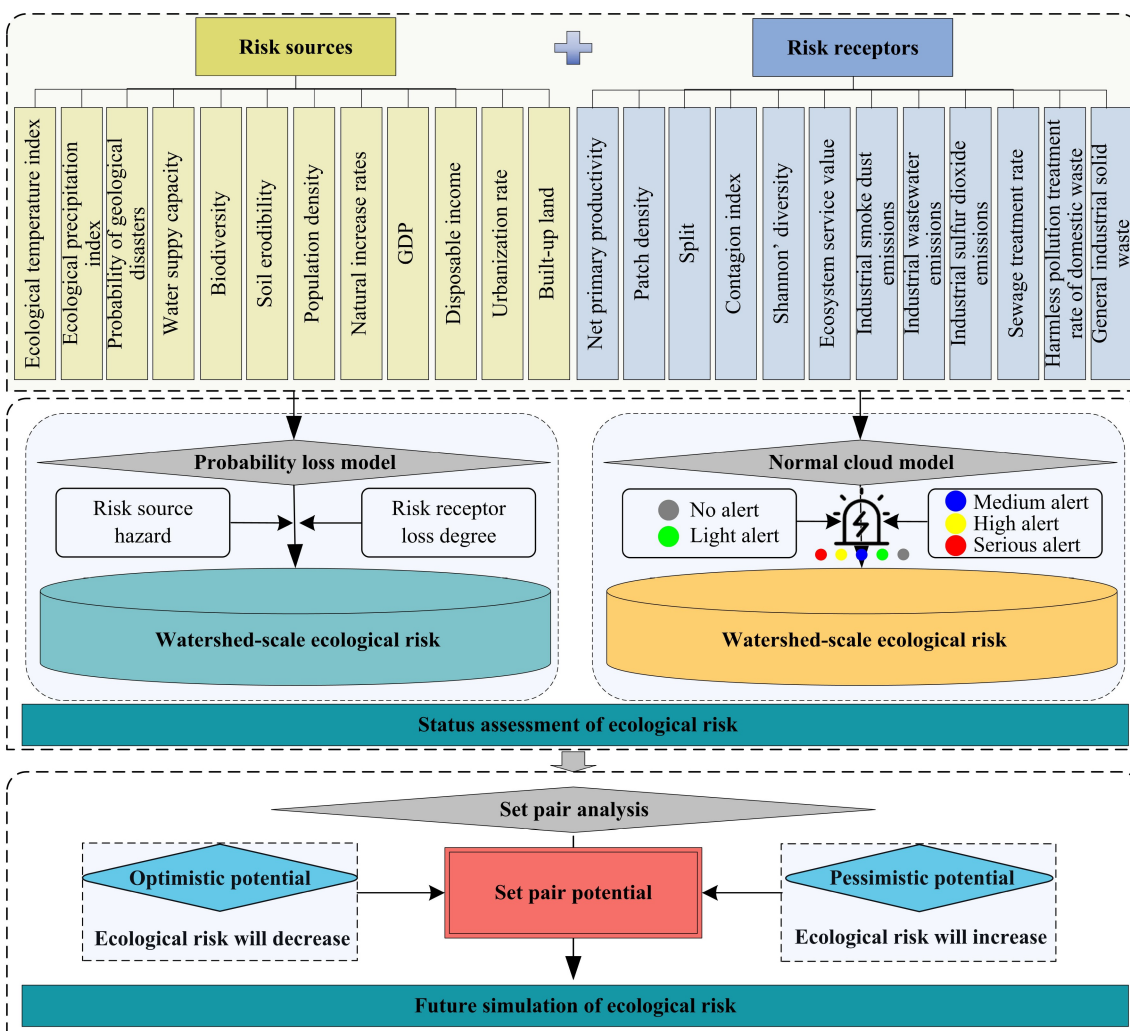 Risk sources
Risk receptors
Ecological temperature index
Ecological precipitation
index
Probability of geological
disasters
Water suppy capacity
Biodiversity
Soil erodibility
Population density
Natural increase rates
GDP
Disposable income
Urbanization rate
Built-up land
Net primary productivity
Patch density
Split
Contagion index
Shannon’ diversity
Ecosystem service value
Industrial smoke dust
emissions
Industrial wastewater
emissions
Industrial sulfur dioxide
emissions
Sewage treatment rate
Harmless pollution treatment
rate of domestic waste
General industrial solid
waste
Probability loss model
Risk source
hazard
Risk receptor
loss degree
Watershed-scale ecological risk
Normal cloud model
No alert
Light alert
Medium alert
High alert
Serious alert
Watershed-scale ecological risk
Status assessment of ecological risk
Set pair analysis
Optimistic potential
Ecological risk will decrease
Set pair potential
Pessimistic potential
Ecological risk will increase
Future simulation of ecological risk